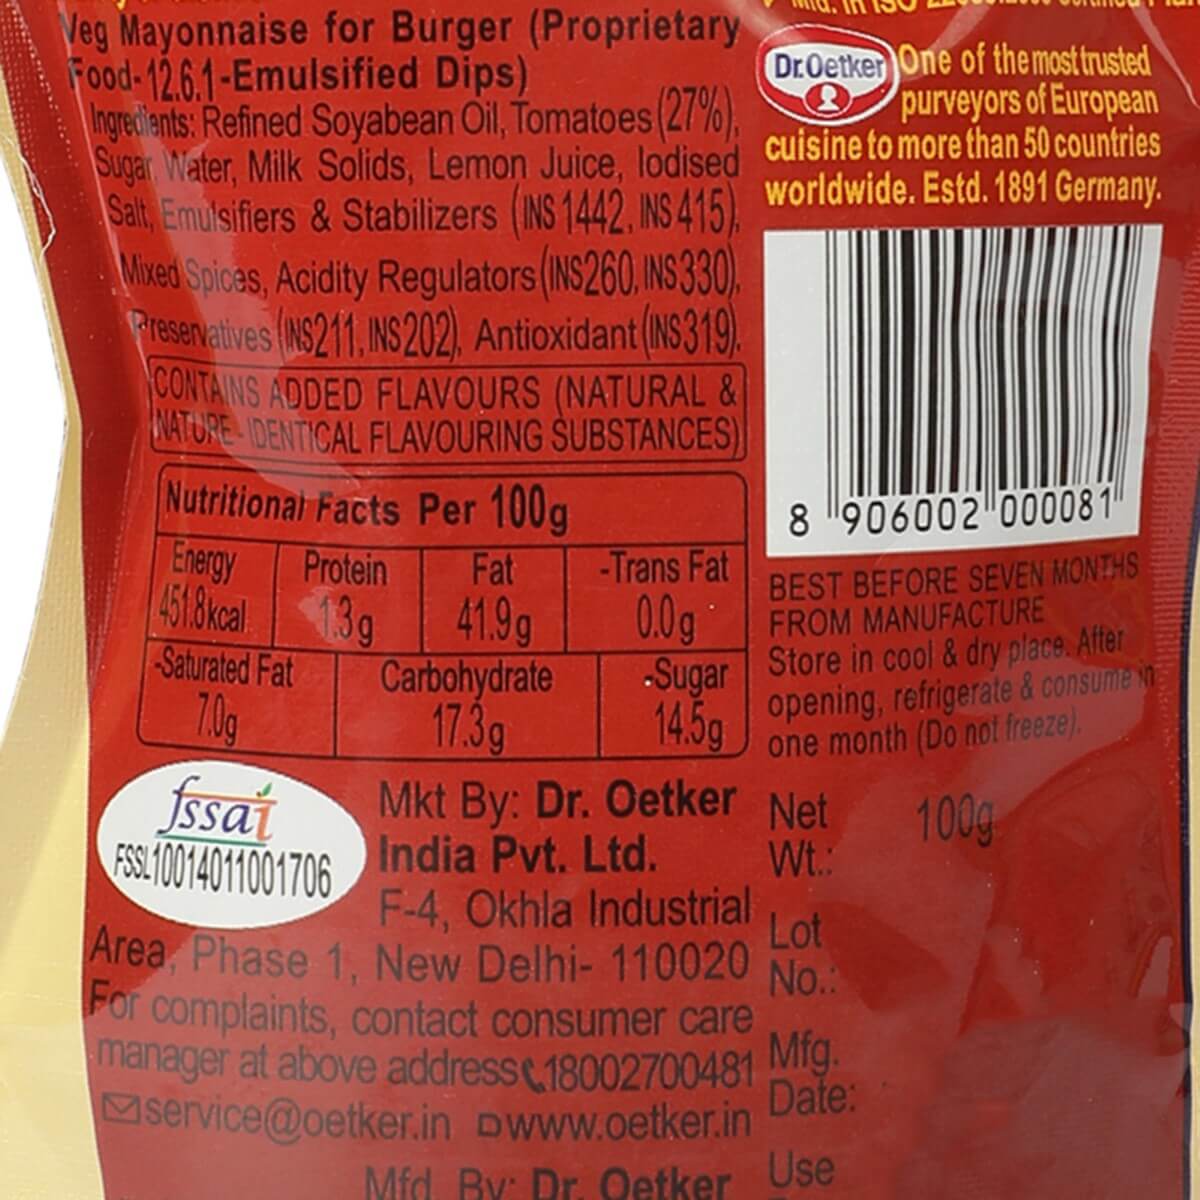 Veg Mayonnaise for Burger (Proprietary
Food-12.6.1-Emulsified Dips)
Ingredients: Refined Soyabean Oil, Tomatoes (27%),
Sugar, Water, Milk Solids, Lemon Juice, Iodised
Salt, Emulsifiers & Stabilizers (INS 1442, INS 415),
Mixed Spices, Acidity Regulators (INS260, INS330),
Preservatives (INS211, INS202), Antioxidant (INS319).
CONTAINS ADDED FLAVOURS (NATURAL &
NATURE-IDENTICAL FLAVOURING SUBSTANCES)
Nutritional Facts Per 100g
Energy Protein Fat -Trans Fat
451.8kcal 1.3g 41.9g 0.0g
-Saturated Fat Carbohydrate -Sugar
7.0g 17.3g 14.5g
fssai
FSSL10014011001706
Mkt By: Dr. Oetker
India Pvt. Ltd.
F-4, Okhla Industrial
Area, Phase 1, New Delhi- 110020
For complaints, contact consumer care
manager at above address 18002700481
service@oetker.in www.oetker.in
Mfd. By: Dr. Oetker
Dr. Oetker One of the most trusted
purveyors of European
cuisine to more than 50 countries
worldwide. Estd. 1891 Germany.
8 906002 000081
BEST BEFORE SEVEN MONTHS
FROM MANUFACTURE
Store in cool & dry place. After
opening, refrigerate & consume in
one month (Do not freeze).
Net 100g
Wt.:
Lot
No.:
Mfg.
Date:
Use